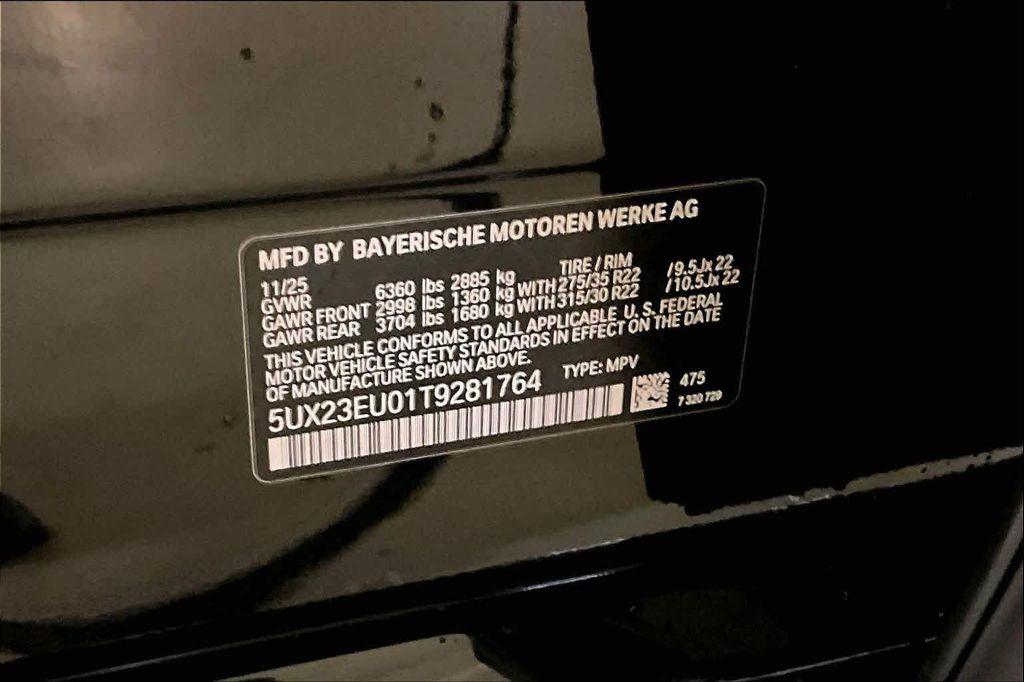 MFD BY BAYERISCHE MOTOREN WERKE AG
11/25 TIRE / RIM
GVWR 6360 lbs 2885 kg
GAWR FRONT 2998 lbs 1360 kg WITH 275/35 R22 /9.5Jx22
GAWR REAR 3704 lbs 1680 kg WITH 315/30 R22 /10.5Jx22
THIS VEHICLE CONFORMS TO ALL APPLICABLE U. S. FEDERAL
MOTOR VEHICLE SAFETY STANDARDS IN EFFECT ON THE DATE
OF MANUFACTURE SHOWN ABOVE.
5UX23EU01T9281764 TYPE: MPV
475
7 320 729